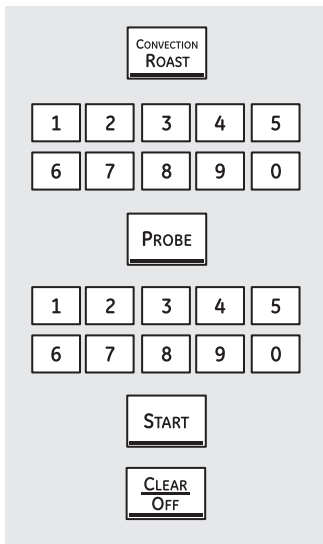 CONVECTION
ROAST
1 2 3 4 5
6 7 8 9 0
PROBE
1 2 3 4 5
6 7 8 9 0
START
CLEAR
OFF